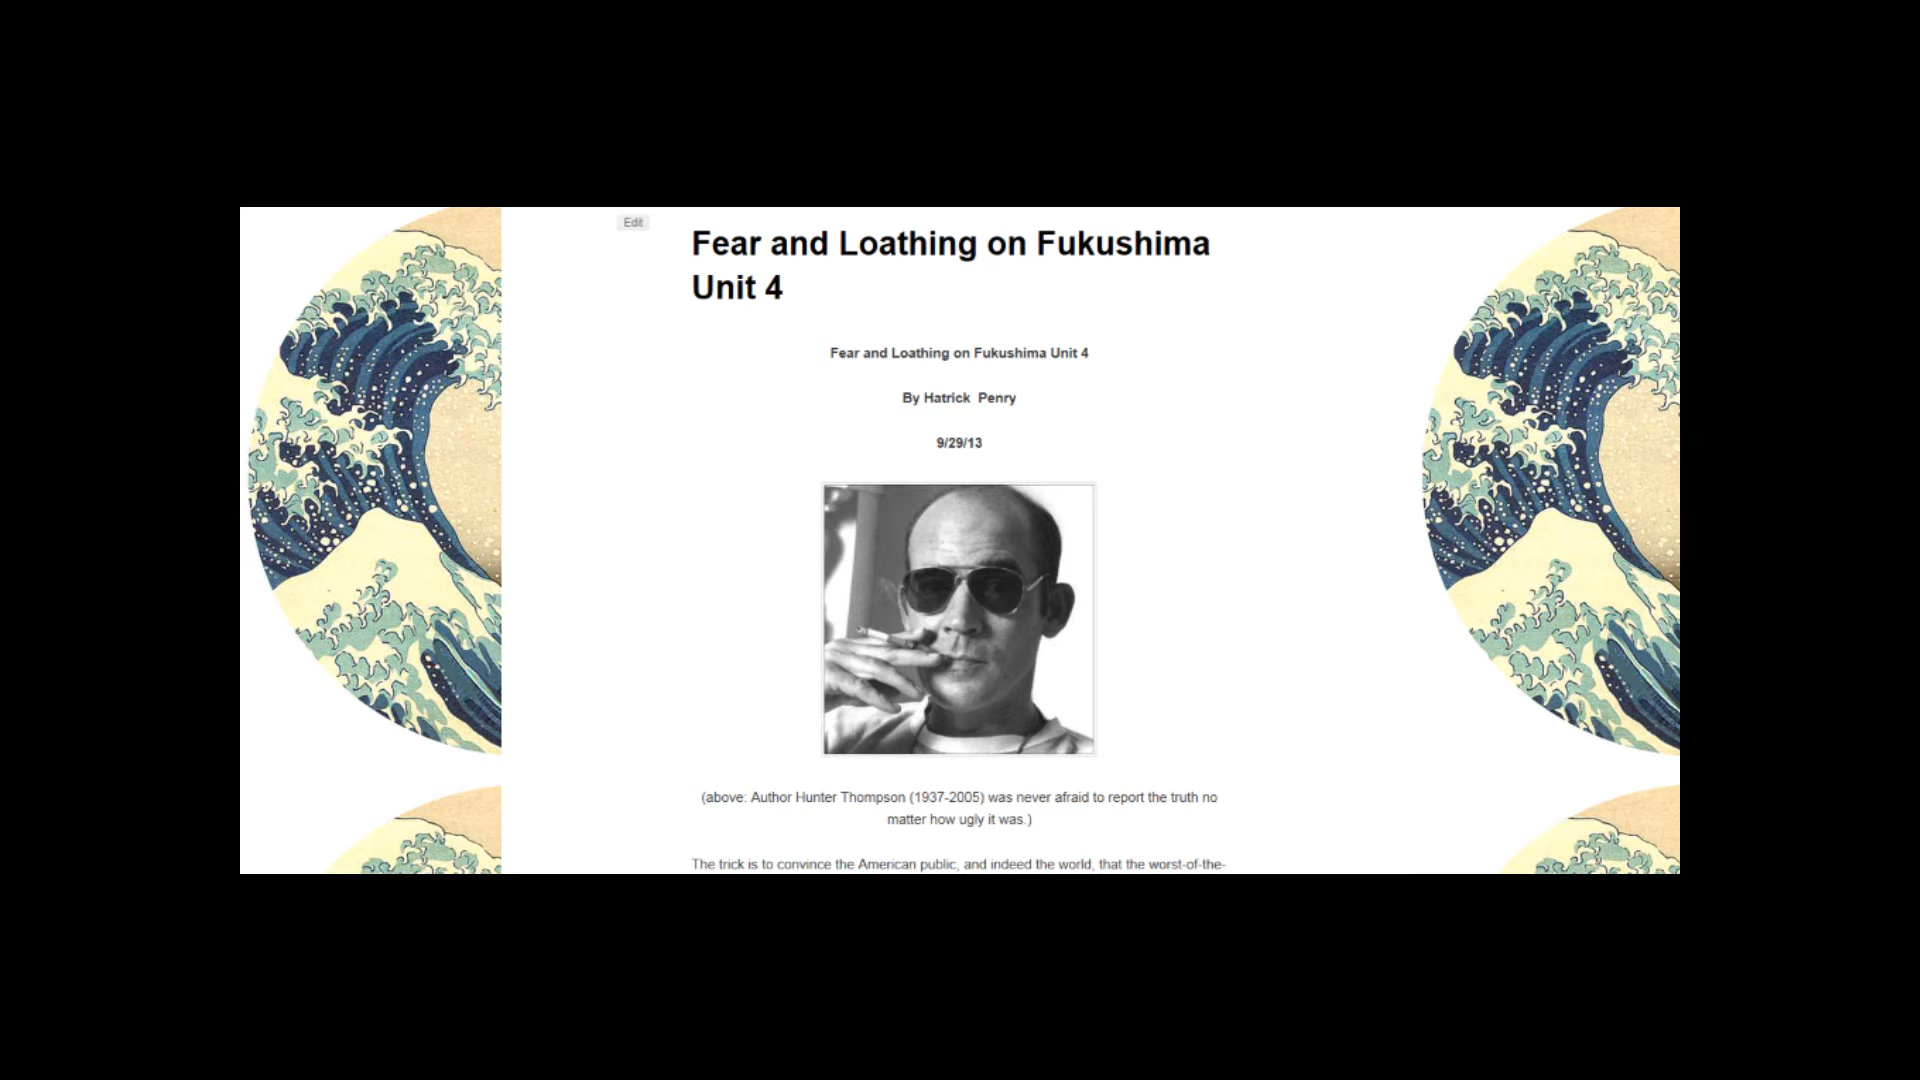 Edit
Fear and Loathing on Fukushima
Unit 4
Fear and Loathing on Fukushima Unit 4
By Hatrick  Penry
9/29/13
(above: Author Hunter Thompson (1937-2005) was never afraid to report the truth no
matter how ugly it was.)
The trick is to convince the American public, and indeed the world, that the worst-of-the-